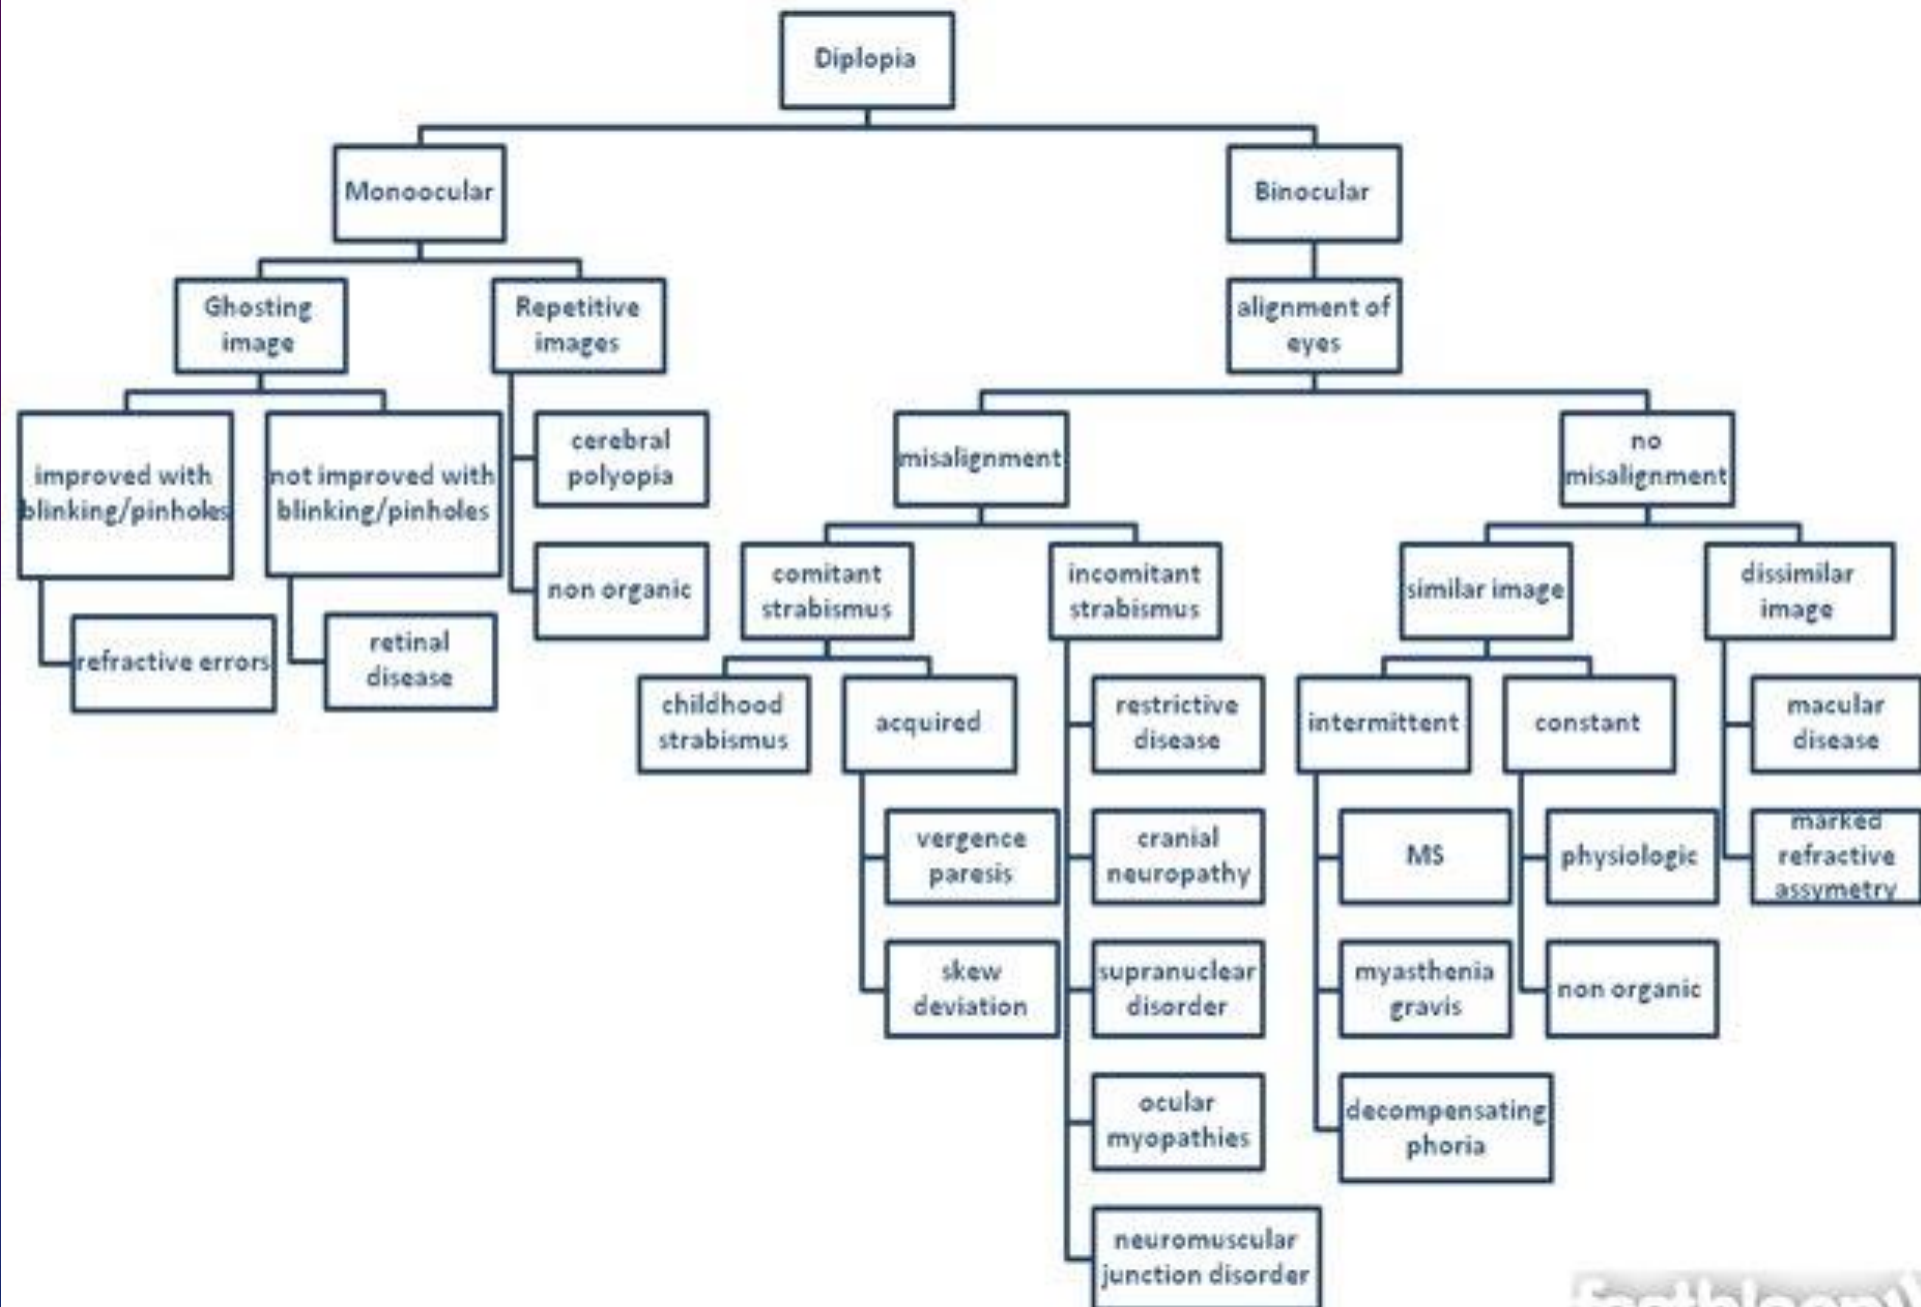 Diplopia
Monoocular
Binocular
Ghosting
image
Repetitive
images
alignment of
eyes
improved with
blinking/pinholes
not improved with
blinking/pinholes
cerebral
polyopia
misalignment
no
misalignment
non organic
comitant
strabismus
incomitant
strabismus
similar image
dissimilar
image
refractive errors
retinal
disease
childhood
strabismus
acquired
restrictive
disease
intermittent
constant
macular
disease
vergence
paresis
cranial
neuropathy
MS
physiologic
marked
refractive
assymetry
skew
deviation
supranuclear
disorder
myasthenia
gravis
non organic
ocular
myopathies
decompensating
phoria
neuromuscular
junction disorder